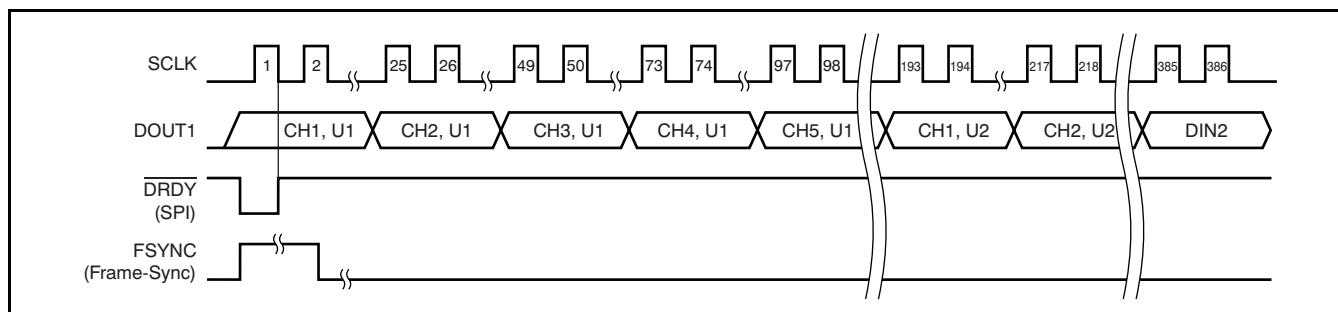 SCLK 1 2 25 26 49 50 73 74 97 98 193 194 217 218 385 386
DOUT1 CH1, U1 CH2, U1 CH3, U1 CH4, U1 CH5, U1 CH1, U2 CH2, U2 DIN2
DRDY
(SPI)
FSYNC
(Frame-Sync)